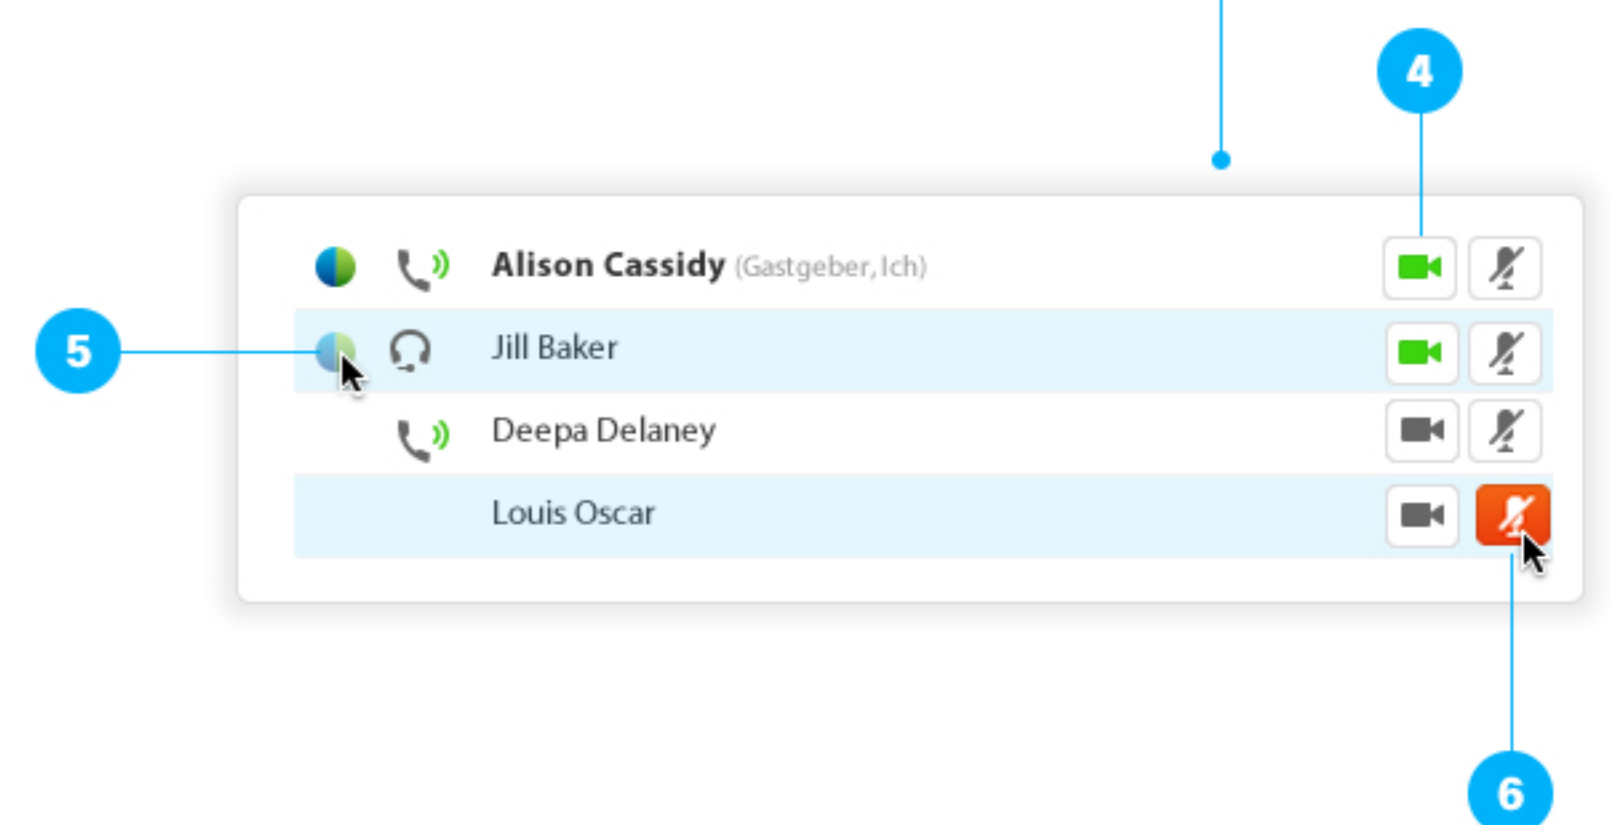 4
Alison Cassidy (Gastgeber, Ich)
5
Jill Baker
Deepa Delaney
Louis Oscar
6